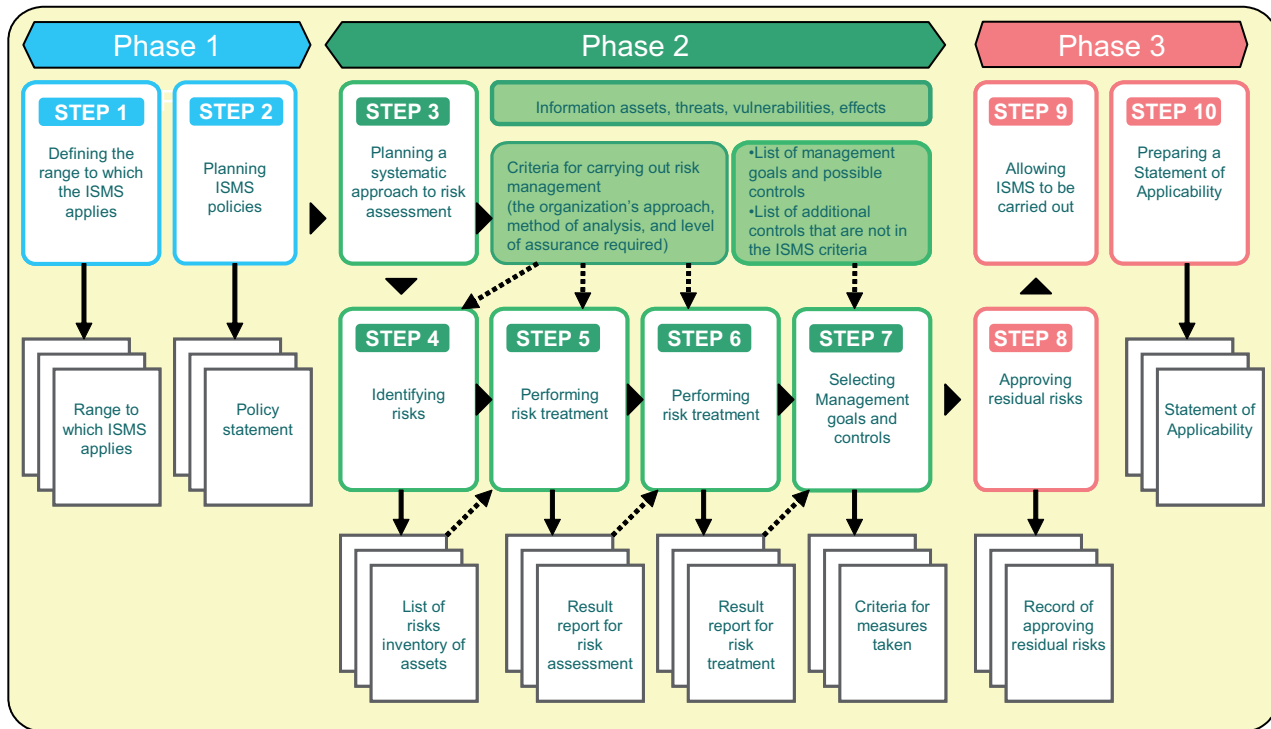 Phase 1
Phase 2
Phase 3
STEP 1
Defining the
range to which
the ISMS
applies
STEP 2
Planning
ISMS
policies
STEP 3
Planning a
systematic
approach to risk
assessment
Information assets, threats, vulnerabilities, effects
Criteria for carrying out risk
management
(the organization's approach,
method of analysis, and level
of assurance required)
•List of management
goals and possible
controls
•List of additional
controls that are not in
the ISMS criteria
STEP 9
Allowing
ISMS to be
carried out
STEP 10
Preparing a
Statement of
Applicability
STEP 4
Identifying
risks
STEP 5
Performing
risk treatment
STEP 6
Performing
risk treatment
STEP 7
Selecting
Management
goals and
controls
STEP 8
Approving
residual risks
Range to
which ISMS
applies
Policy
statement
Statement of
Applicability
List of
risks
inventory of
assets
Result
report for
risk
assessment
Result
report for
risk
treatment
Criteria for
measures
taken
Record of
approving
residual risks